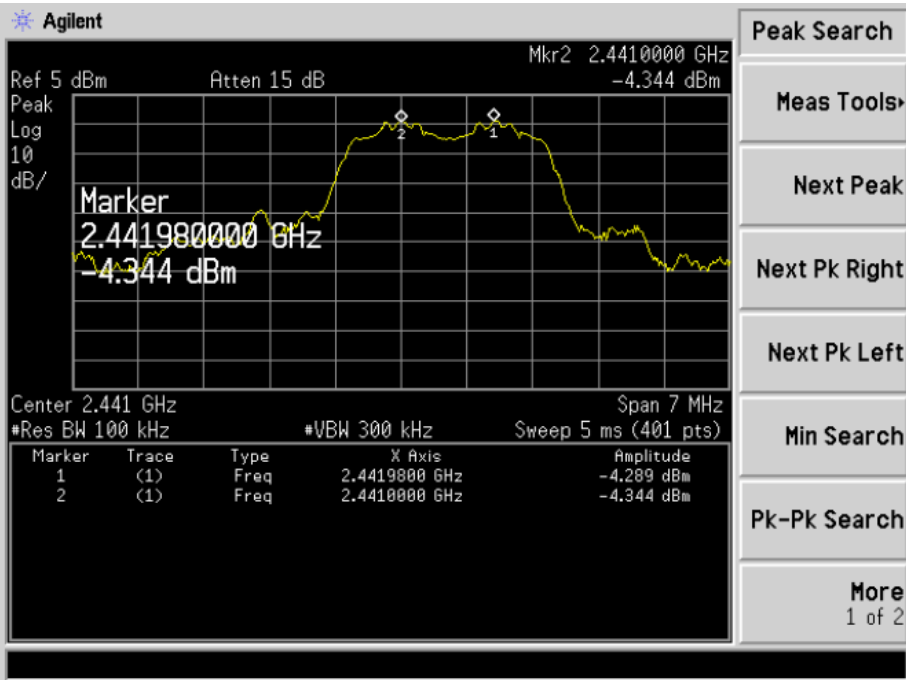 Agilent
Peak Search
Mkr2 2.4410000 GHz
Ref 5 dBm Atten 15 dB -4.344 dBm
Peak
Log
10
dB/
Marker
2.441980000 GHz
-4.344 dBm
2
1
Center 2.441 GHz Span 7 MHz
#Res BW 100 kHz #VBW 300 kHz Sweep 5 ms (401 pts)
Marker Trace Type X Axis Amplitude
1 (1) Freq 2.4419800 GHz -4.289 dBm
2 (1) Freq 2.4410000 GHz -4.344 dBm
Meas Tools▸
Next Peak
Next Pk Right
Next Pk Left
Min Search
Pk-Pk Search
More
1 of 2